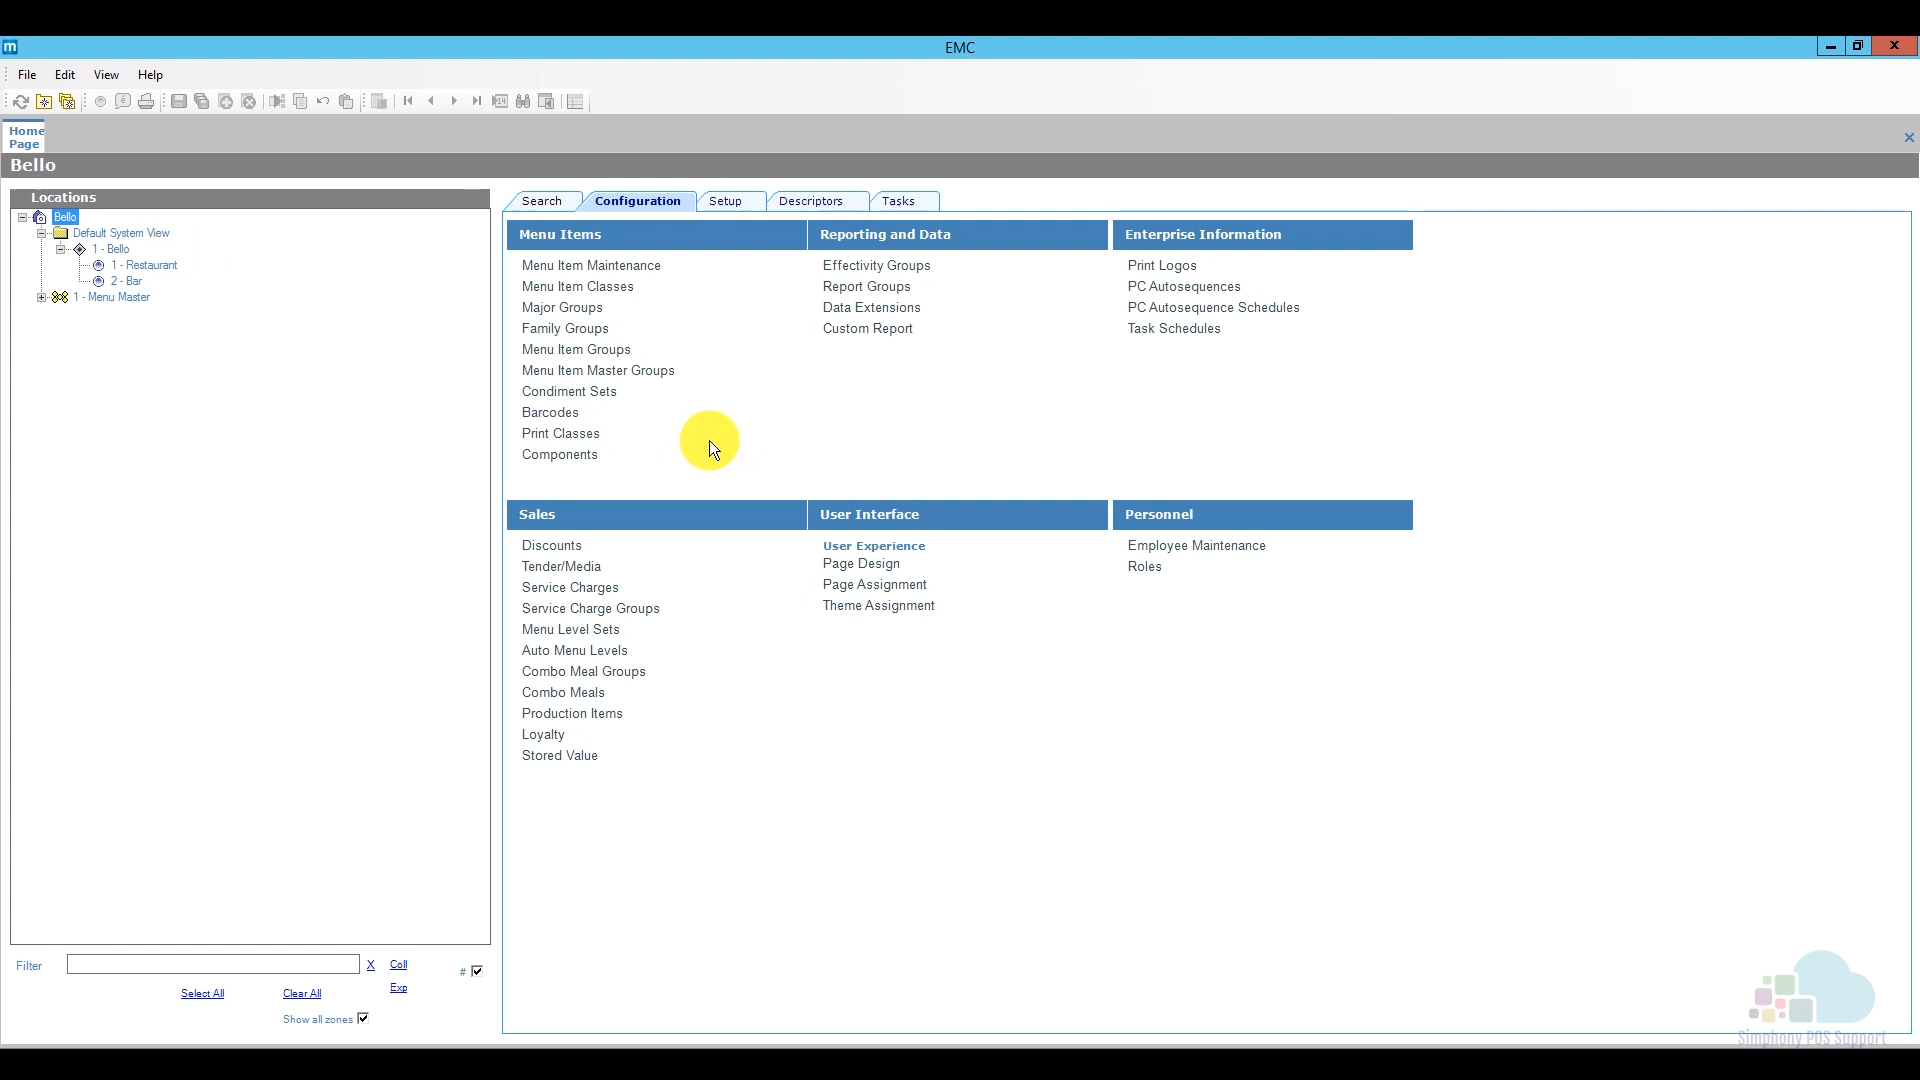 m
EMC
File Edit View Help
Home
Page
Bello
Locations
Bello
Default System View
1 - Bello
1 - Restaurant
2 - Bar
1 - Menu Master
Filter
X
Coll
Exp
#
Select All
Clear All
Show all zones
Search Configuration Setup Descriptors Tasks
Menu Items
Menu Item Maintenance
Menu Item Classes
Major Groups
Family Groups
Menu Item Groups
Menu Item Master Groups
Condiment Sets
Barcodes
Print Classes
Components
Reporting and Data
Effectivity Groups
Report Groups
Data Extensions
Custom Report
Enterprise Information
Print Logos
PC Autosequences
PC Autosequence Schedules
Task Schedules
Sales
Discounts
Tender/Media
Service Charges
Service Charge Groups
Menu Level Sets
Auto Menu Levels
Combo Meal Groups
Combo Meals
Production Items
Loyalty
Stored Value
User Interface
User Experience
Page Design
Page Assignment
Theme Assignment
Personnel
Employee Maintenance
Roles
Simphony POS Support